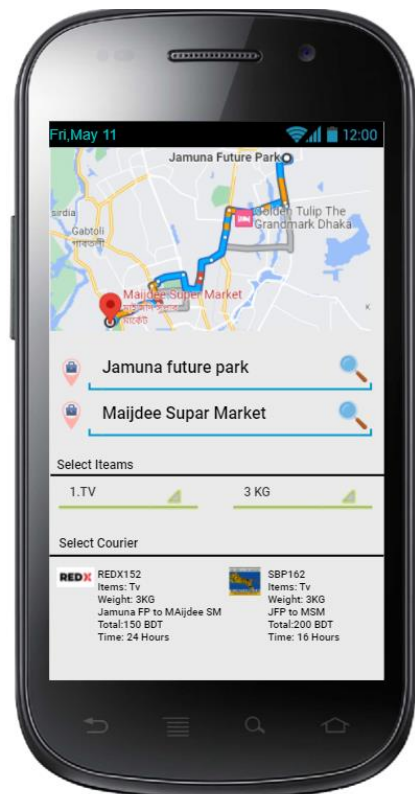 Fri,May 11
12:00
Jamuna Future Park
sirdia
Golden Tulip The
Grandmark Dhaka
Gabtoli
গাবতলী
Maijdee Super Market
মার্কেট
Jamuna future park
Maijdee Supar Market
Select Iteams
1.TV
3 KG
Select Courier
REDX
REDX152
Items: Tv
Weight: 3KG
Jamuna FP to MAijdee SM
Total:150 BDT
Time: 24 Hours
SBP162
Items: Tv
Weight: 3KG
JFP to MSM
Total:200 BDT
Time: 16 Hours